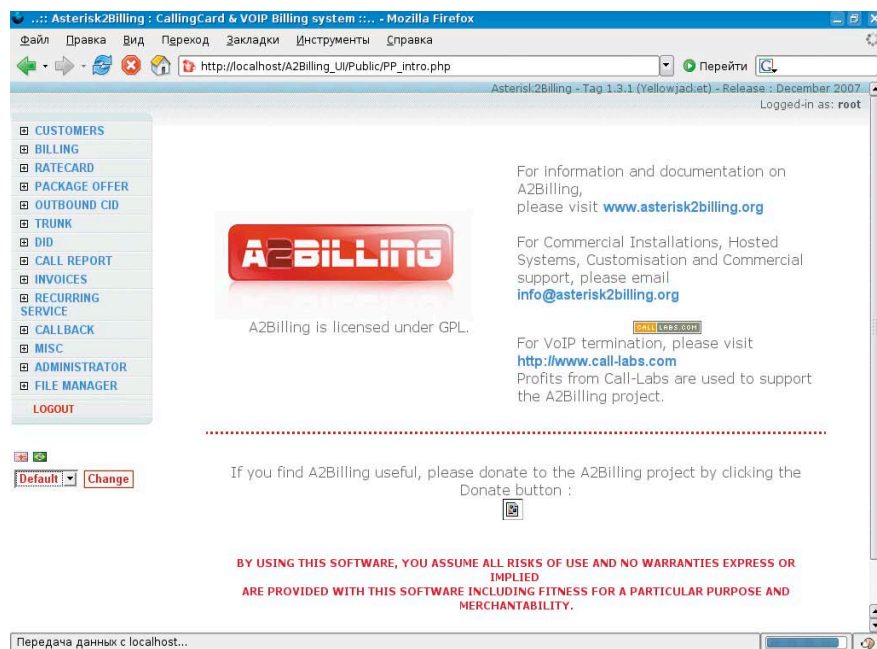 ..:: Asterisk2Billing : CallingCard & VOIP Billing system ::.. - Mozilla Firefox
Файл Правка Вид Переход Закладки Инструменты Справка
http://localhost/A2Billing_UI/Public/PP_intro.php
Перейти
Asterisk2Billing - Tag 1.3.1 (Yellowjacket) - Release : December 2007
Logged-in as: root
CUSTOMERS
BILLING
RATECARD
PACKAGE OFFER
OUTBOUND CID
TRUNK
DID
CALL REPORT
INVOICES
RECURRING
SERVICE
CALLBACK
MISC
ADMINISTRATOR
FILE MANAGER
LOGOUT
Default Change
A2BILLING
A2Billing is licensed under GPL.
For information and documentation on
A2Billing,
please visit www.asterisk2billing.org
For Commercial Installations, Hosted
Systems, Customisation and Commercial
support, please email
info@asterisk2billing.org
CALL LABS.COM
For VoIP termination, please visit
http://www.call-labs.com
Profits from Call-Labs are used to support
the A2Billing project.
If you find A2Billing useful, please donate to the A2Billing project by clicking the
Donate button :
BY USING THIS SOFTWARE, YOU ASSUME ALL RISKS OF USE AND NO WARRANTIES EXPRESS OR
IMPLIED
ARE PROVIDED WITH THIS SOFTWARE INCLUDING FITNESS FOR A PARTICULAR PURPOSE AND
MERCHANTABILITY.
Передача данных с localhost...